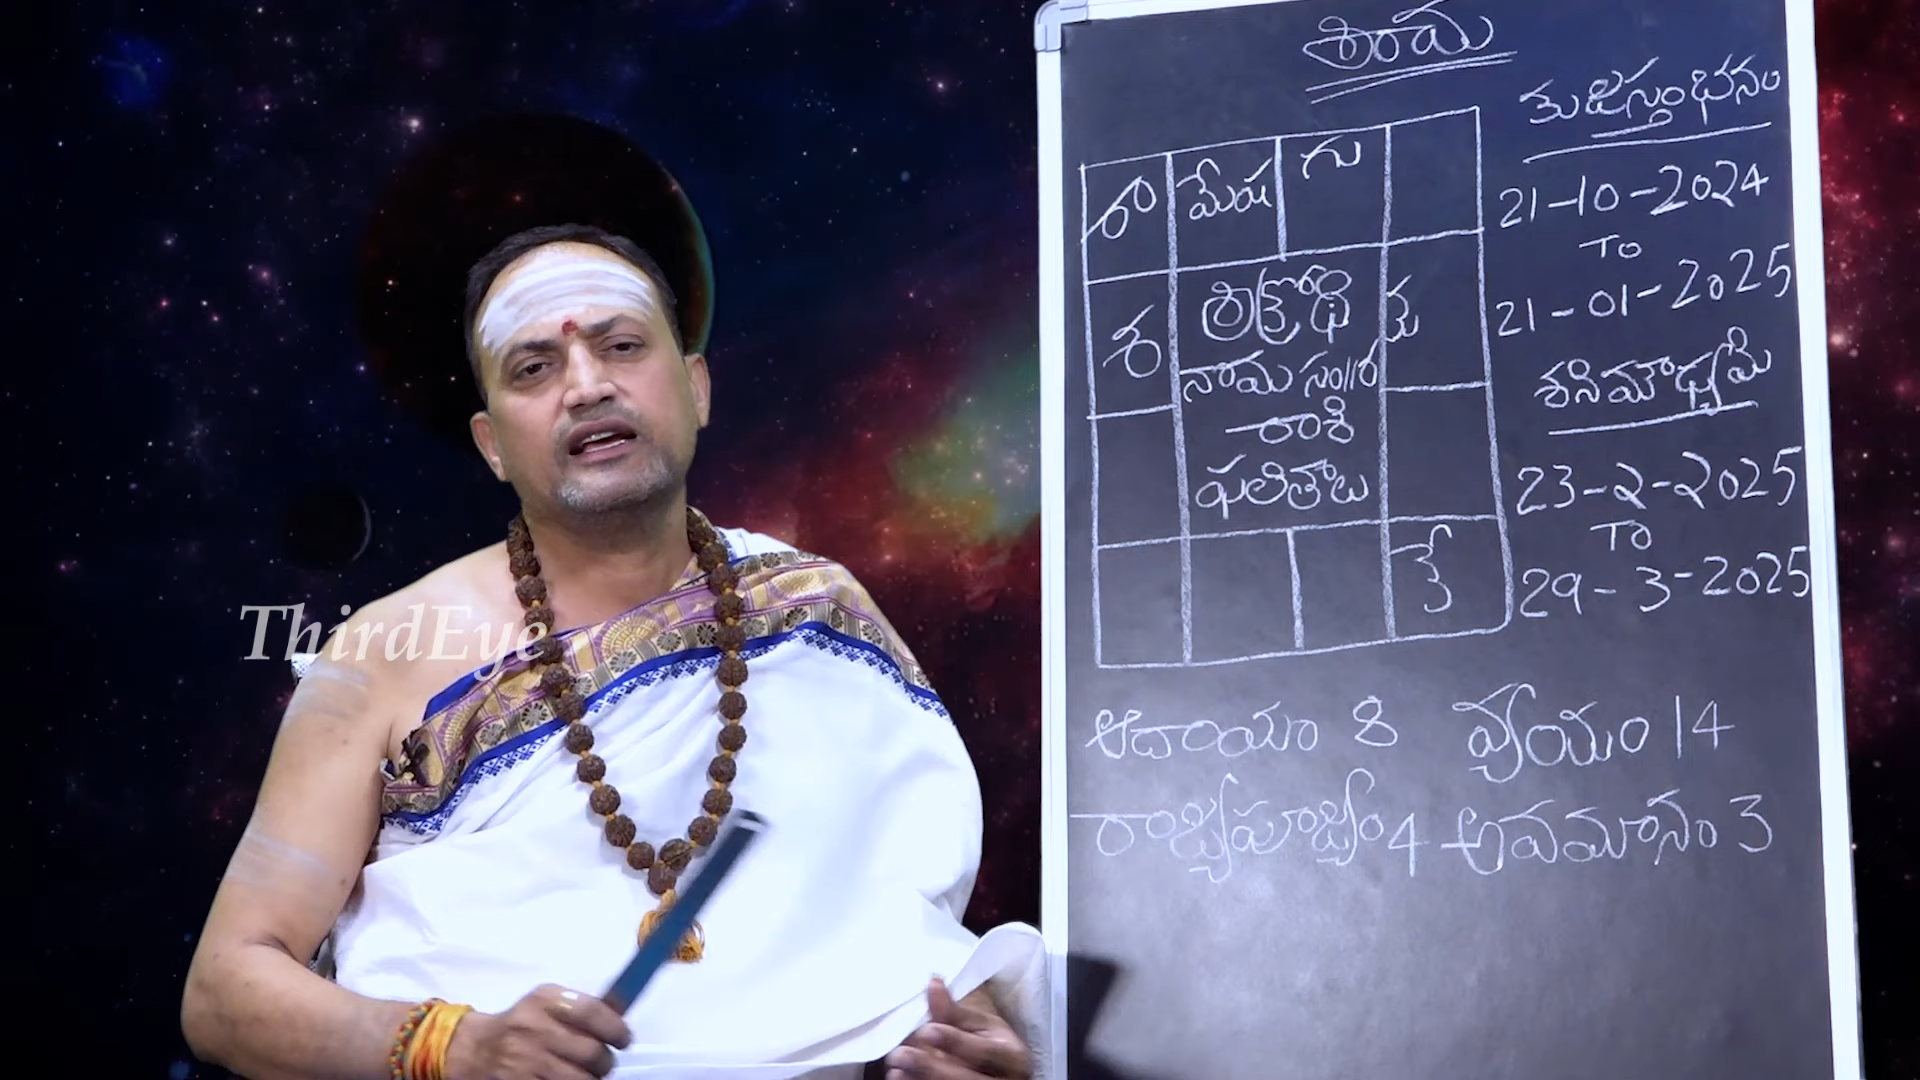 శ్రీరామ
కుజస్తంభనం
21-10-2024
TO
21-01-2025
శనిమౌఢ్యమి
23-2-2025
TO
29-3-2025
రా మేష గు
శ
కు
కే
శ్రీ క్రోధి
నామ సం||ర
రాశి
ఫలితాలు
ఆదాయం 8 వ్యయం 14
రాజ్యపూజ్యం 4 అవమానం 3
ThirdEye